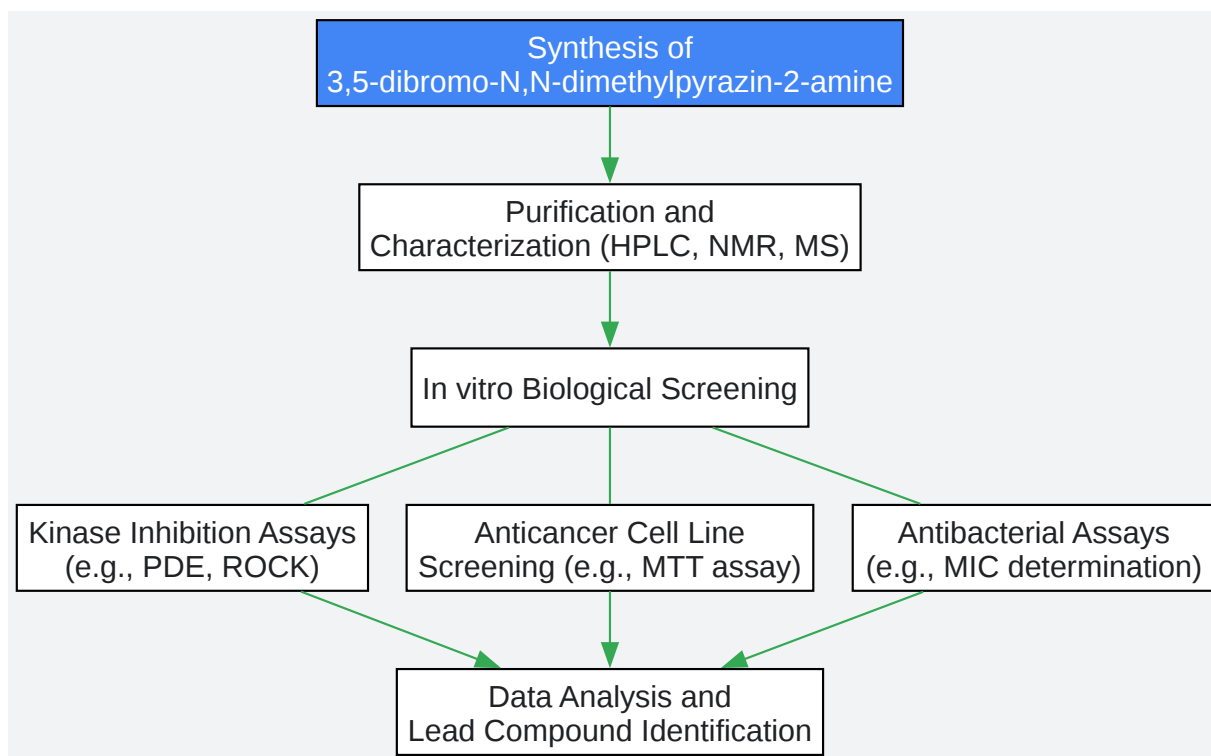 Synthesis of
3,5-dibromo-N,N-dimethylpyrazin-2-amine
Purification and
Characterization (HPLC, NMR, MS)
In vitro Biological Screening
Kinase Inhibition Assays
(e.g., PDE, ROCK)
Anticancer Cell Line
Screening (e.g., MTT assay)
Antibacterial Assays
(e.g., MIC determination)
Data Analysis and
Lead Compound Identification